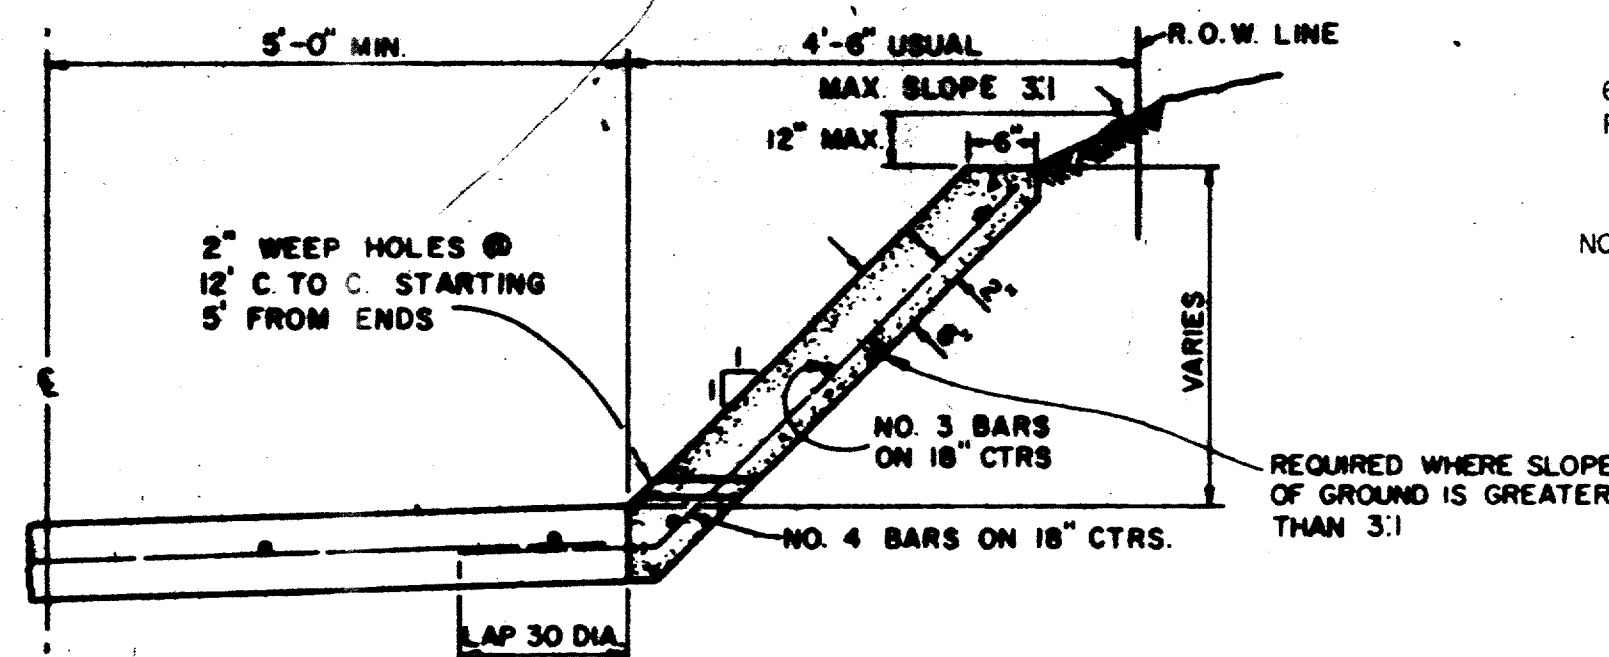 5'-0" MIN.
4'-6" USUAL
R.O.W. LINE
MAX. SLOPE 3:1
12" MAX.
6"
2" WEEP HOLES @
12' C. TO C. STARTING
5' FROM ENDS
2"
6"
VARIES
1
1
℄
NO. 3 BARS
ON 18" CTRS
REQUIRED WHERE SLOPE
OF GROUND IS GREATER
THAN 3:1
NO. 4 BARS ON 18" CTRS.
LAP 30 DIA.
NO